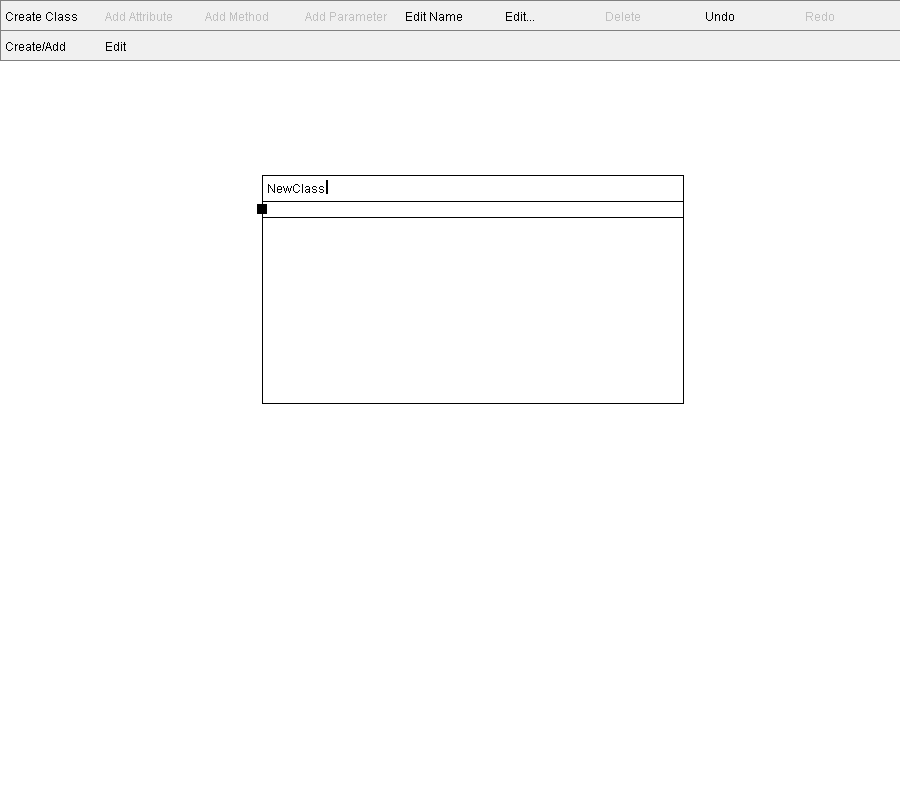 Create Class Add Attribute Add Method Add Parameter Edit Name Edit... Delete Undo Redo
Create/Add Edit
NewClass